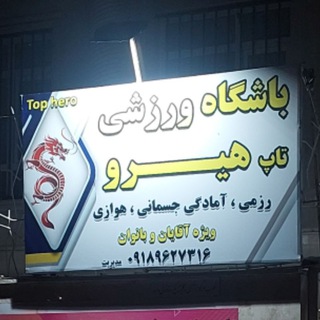 Top hero
باشگاه ورزشی
تاپ هیرو
رزمی ، آمادگی جسمانی ، هوازی
ویژه آقایان و بانوان
۰۹۱۸۹۶۲۷۳۱۶ مدیریت